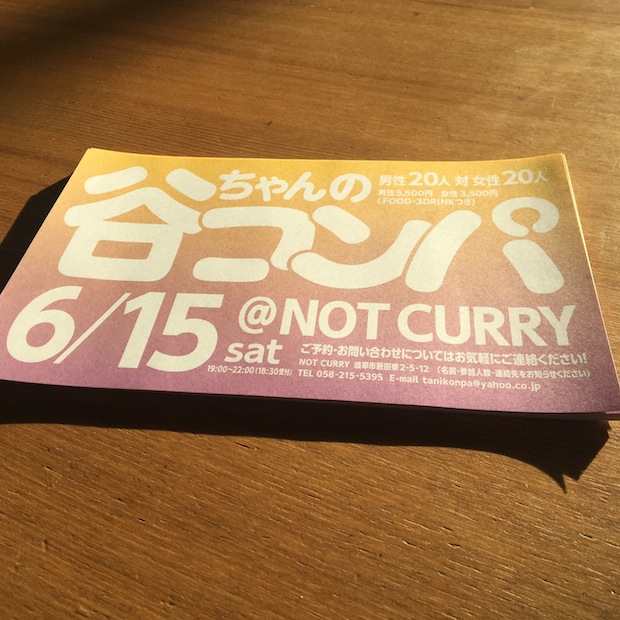 谷ちゃんの
コンパ
男性20人 対 女性20人
男性5,500円 女性3,500円
(FOOD・3DRINKつき)
6/15 sat
@NOT CURRY
19:00~22:00(18:30受付)
ご予約・お問い合わせについてはお気軽にご連絡ください!
NOT CURRY 岐阜市薮田東2-5-12 (名前・参加人数・連絡先をお知らせください)
TEL 058-215-5395 E-mail tanikonpa@yahoo.co.jp